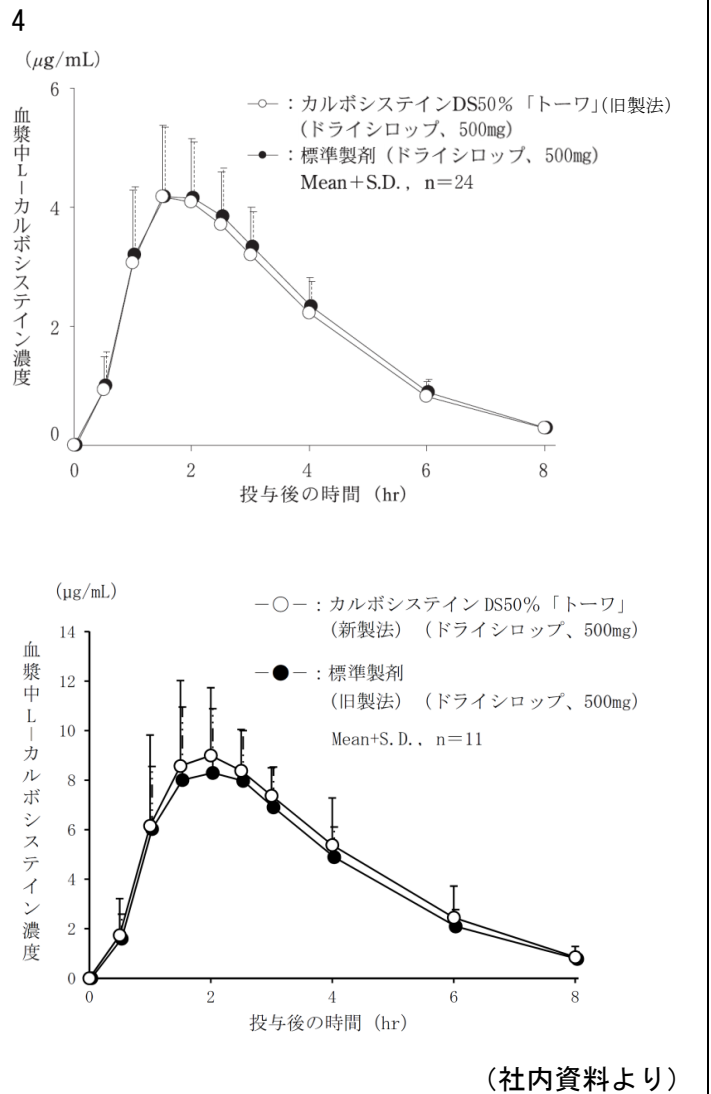 4
(μg/mL)
6
4
2
0
血漿中L－カルボシステイン濃度
—○—：カルボシステインDS50％「トーワ」(旧製法)
(ドライシロップ、500mg)
—●—：標準製剤（ドライシロップ、500mg）
Mean＋S.D.，n＝24
0 2 4 6 8
投与後の時間（hr）
(μg/mL)
14
12
10
8
6
4
2
0
血漿中L－カルボシステイン濃度
—○—：カルボシステイン DS50％「トーワ」
（新製法）（ドライシロップ、500mg）
—●—：標準製剤
（旧製法）（ドライシロップ、500mg）
Mean+S.D.，n＝11
0 2 4 6 8
投与後の時間（hr）
（社内資料より）